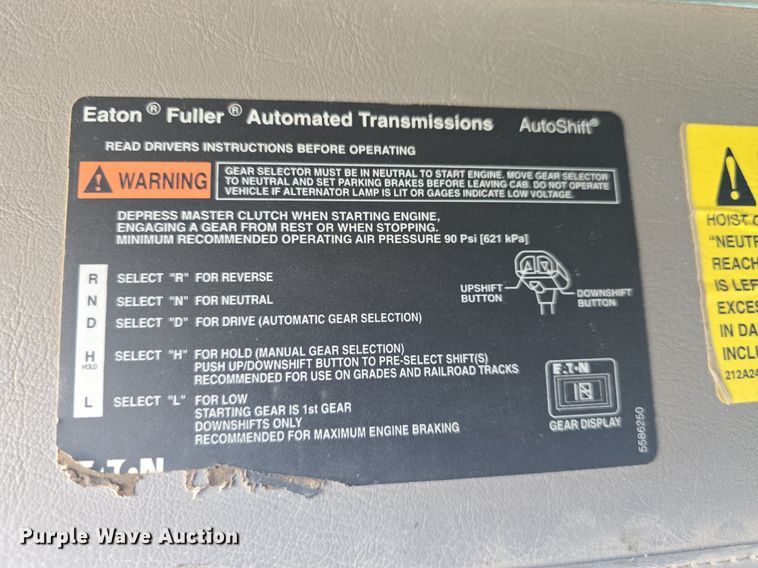 Eaton® Fuller® Automated Transmissions AutoShift®
READ DRIVERS INSTRUCTIONS BEFORE OPERATING
WARNING
GEAR SELECTOR MUST BE IN NEUTRAL TO START ENGINE. MOVE GEAR SELECTOR
TO NEUTRAL AND SET PARKING BRAKES BEFORE LEAVING CAB. DO NOT OPERATE
VEHICLE IF ALTERNATOR LAMP IS LIT OR GAGES INDICATE LOW VOLTAGE.
DEPRESS MASTER CLUTCH WHEN STARTING ENGINE,
ENGAGING A GEAR FROM REST OR WHEN STOPPING.
MINIMUM RECOMMENDED OPERATING AIR PRESSURE 90 Psi [621 kPa]
R SELECT "R" FOR REVERSE
N SELECT "N" FOR NEUTRAL
D SELECT "D" FOR DRIVE (AUTOMATIC GEAR SELECTION)
H HOLD SELECT "H" FOR HOLD (MANUAL GEAR SELECTION)
PUSH UP/DOWNSHIFT BUTTON TO PRE-SELECT SHIFT(S)
RECOMMENDED FOR USE ON GRADES AND RAILROAD TRACKS
L SELECT "L" FOR LOW
STARTING GEAR IS 1st GEAR
DOWNSHIFTS ONLY
RECOMMENDED FOR MAXIMUM ENGINE BRAKING
UPSHIFT
BUTTON
DOWNSHIFT
BUTTON
EATON
GEAR DISPLAY
5586250
EATON
HOIST
"NEUTR
REACH
IS LEF
EXCES
IN DA
INCLU
212A24
Purple Wave Auction